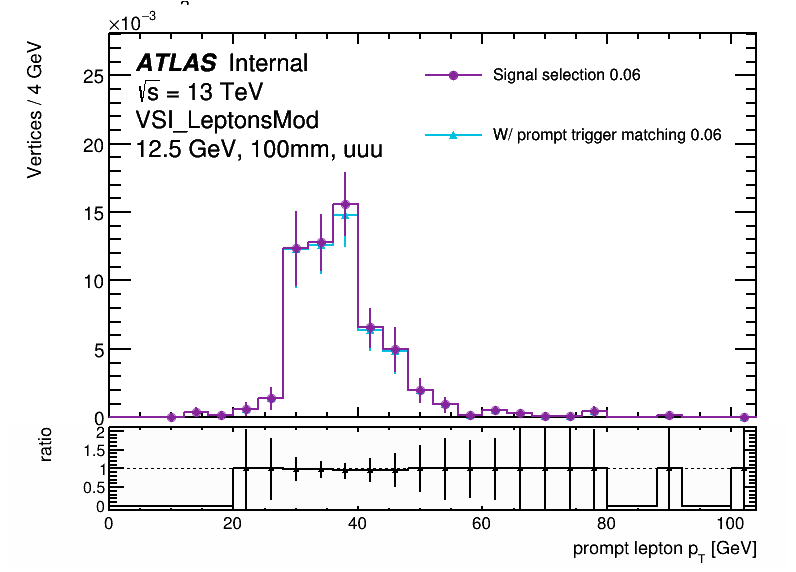 ×10⁻³
Vertices / 4 GeV
25
20
15
10
5
0
ATLAS Internal
√s = 13 TeV
VSI_LeptonsMod
12.5 GeV, 100mm, uuu
Signal selection 0.06
W/ prompt trigger matching 0.06
ratio
2
1.5
1
0.5
0
0 20 40 60 80 100
prompt lepton p_T [GeV]